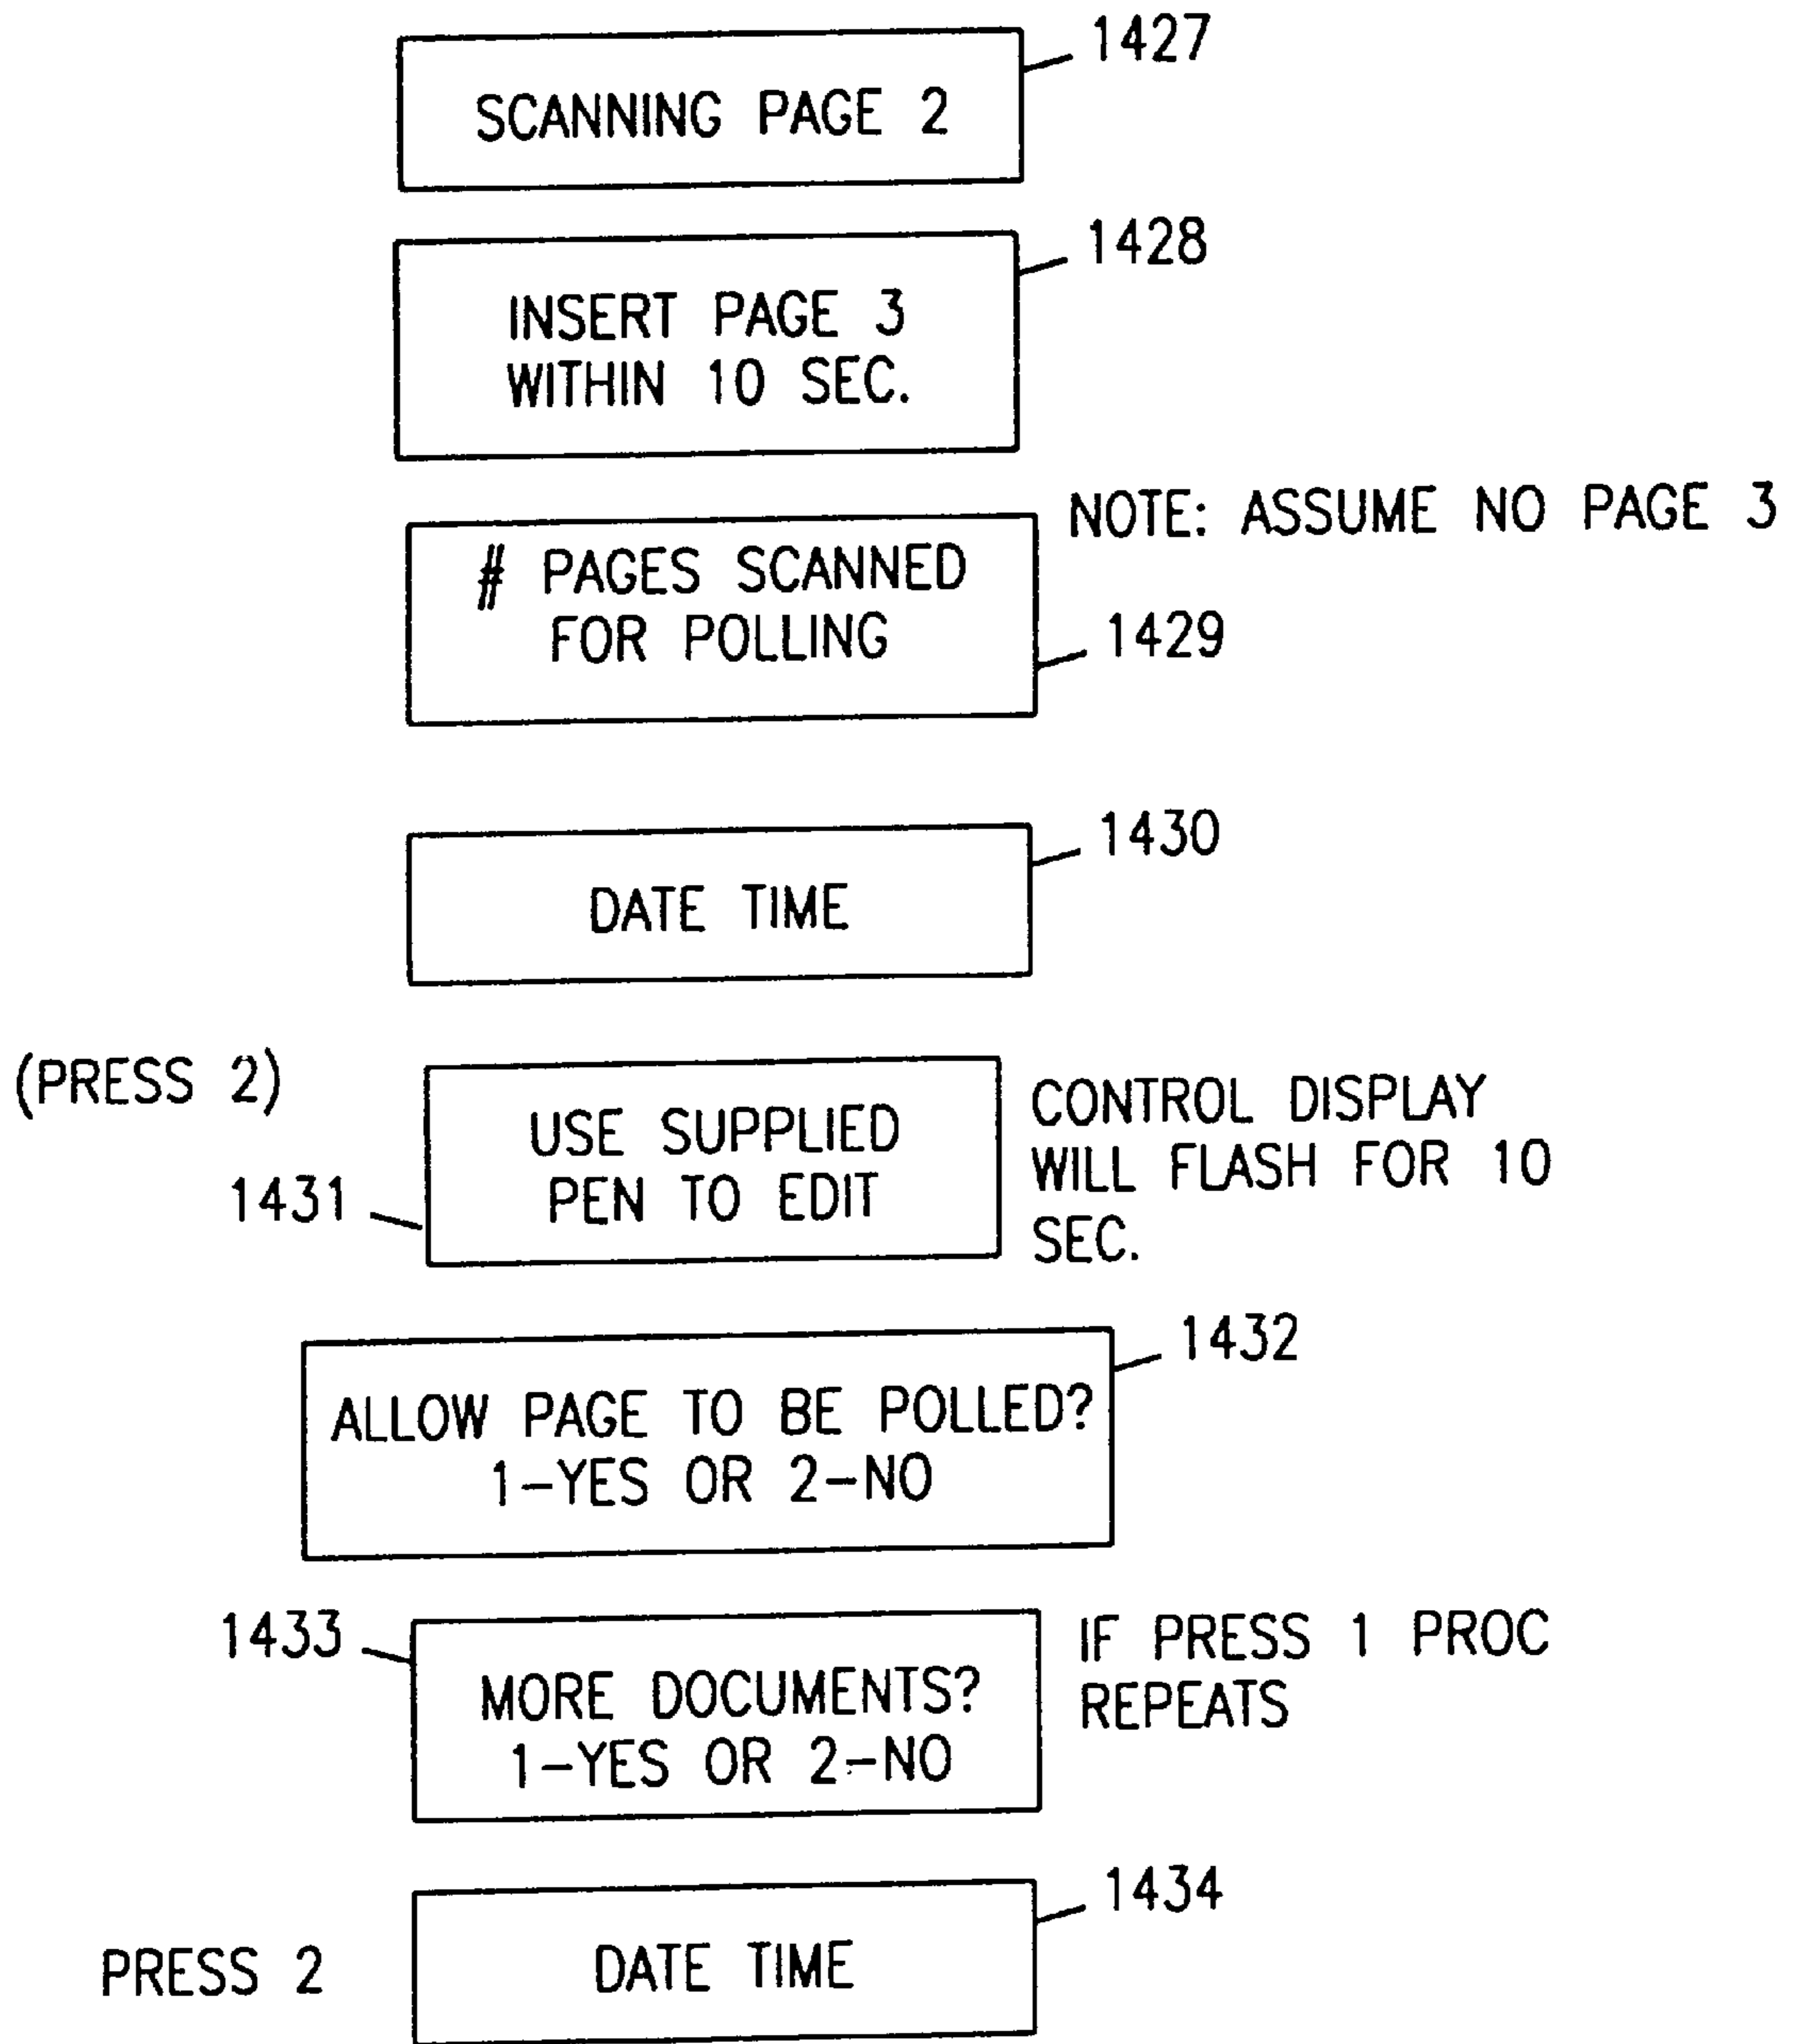 1427
SCANNING PAGE 2
1428
INSERT PAGE 3
WITHIN 10 SEC.
NOTE: ASSUME NO PAGE 3
# PAGES SCANNED
FOR POLLING
1429
1430
DATE TIME
(PRESS 2)
1431
USE SUPPLIED
PEN TO EDIT
CONTROL DISPLAY
WILL FLASH FOR 10
SEC.
1432
ALLOW PAGE TO BE POLLED?
1-YES OR 2-NO
1433
MORE DOCUMENTS?
1-YES OR 2-NO
IF PRESS 1 PROC
REPEATS
1434
PRESS 2
DATE TIME